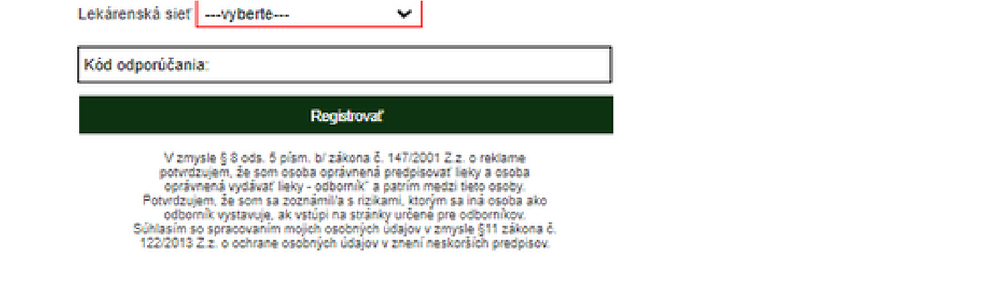 Lekárenská sieť ---vyberte---
Kód odporúčania:
Registrovať
V zmysle § 8 ods. 5 písm. b/ zákona č. 147/2001 Z.z. o reklame
potvrdzujem, že som osoba oprávnená predpisovať lieky a osoba
oprávnená vydávať lieky - odborník" a patrím medzi tieto osoby.
Potvrdzujem, že som sa zoznámil/a s rizikami, ktorým sa iná osoba ako
odborník vystavuje, ak vstúpi na stránky určené pre odborníkov.
Súhlasím so spracovaním mojich osobných údajov v zmysle §11 zákona č.
122/2013 Z.z. o ochrane osobných údajov v znení neskorších predpisov.